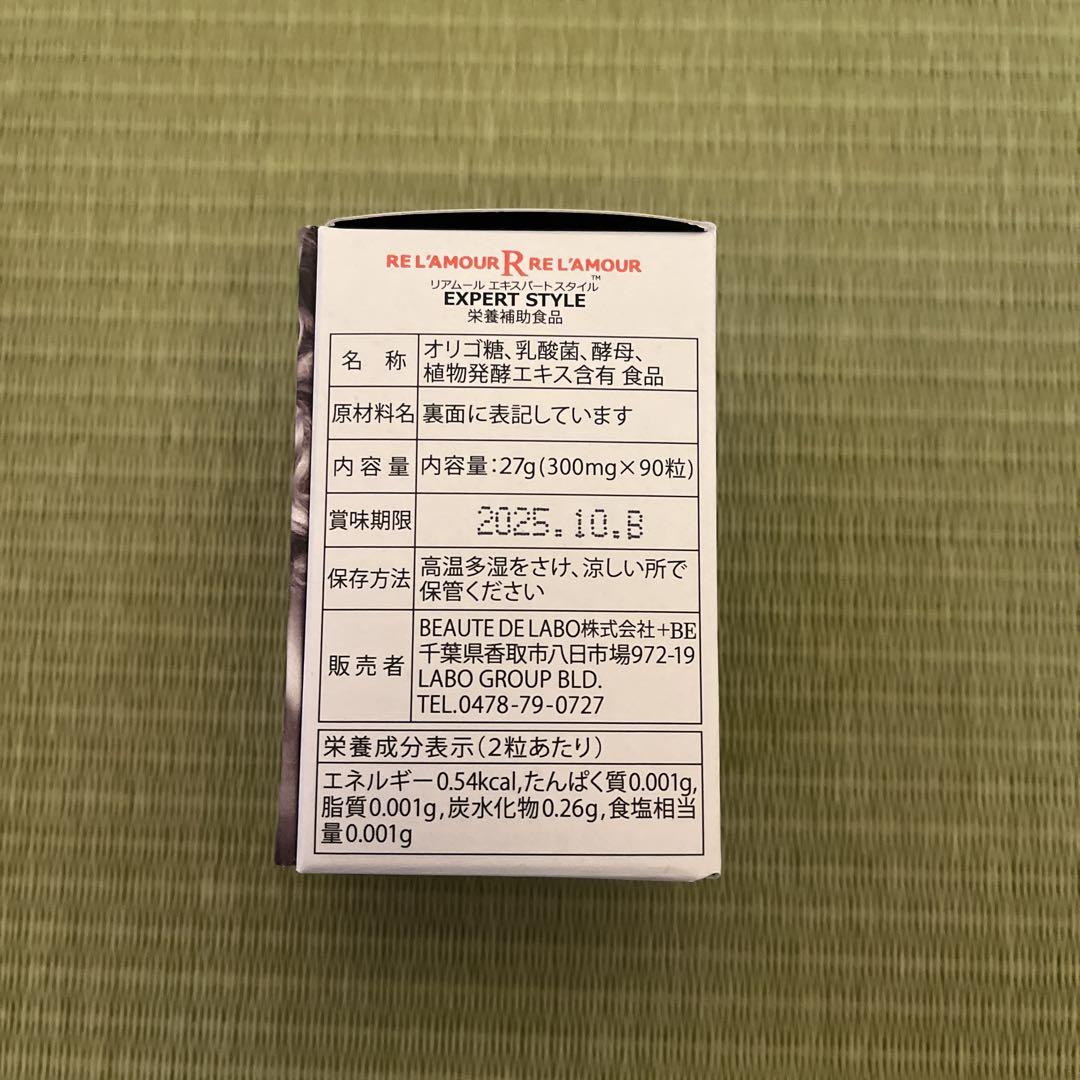 RE L'AMOUR R RE L'AMOUR
リアムール エキスパートスタイル™
EXPERT STYLE
栄養補助食品
名 称 オリゴ糖、乳酸菌、酵母、
植物発酵エキス含有 食品
原材料名 裏面に表記しています
内容量 内容量：27g(300mg×90粒)
賞味期限 2025.10.B
保存方法 高温多湿をさけ、涼しい所で
保管ください
販売者 BEAUTE DE LABO株式会社+BE
千葉県香取市八日市場972-19
LABO GROUP BLD.
TEL.0478-79-0727
栄養成分表示（2粒あたり）
エネルギー0.54kcal,たんぱく質0.001g,
脂質0.001g,炭水化物0.26g,食塩相当
量0.001g